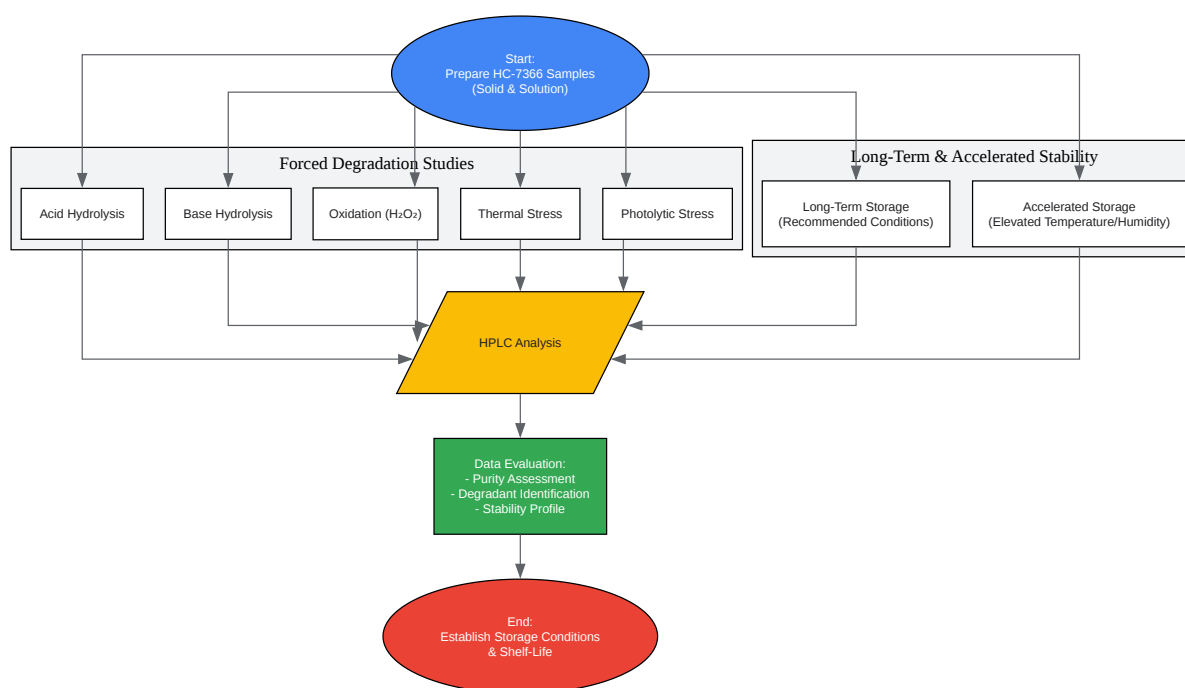 Start:
Prepare HC-7366 Samples
(Solid & Solution)
Forced Degradation Studies
Long-Term & Accelerated Stability
Acid Hydrolysis
Base Hydrolysis
Oxidation (H₂O₂)
Thermal Stress
Photolytic Stress
Long-Term Storage
(Recommended Conditions)
Accelerated Storage
(Elevated Temperature/Humidity)
HPLC Analysis
Data Evaluation:
- Purity Assessment
- Degradant Identification
- Stability Profile
End:
Establish Storage Conditions
& Shelf-Life